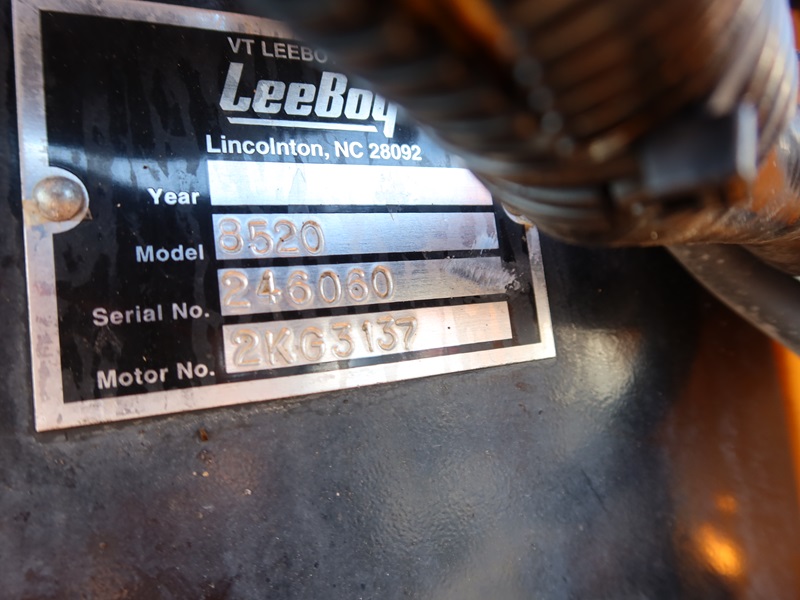 VT LEEBO
LeeBoy
Lincolnton, NC 28092
Year
Model 8520
Serial No. 246060
Motor No. 2KG3137